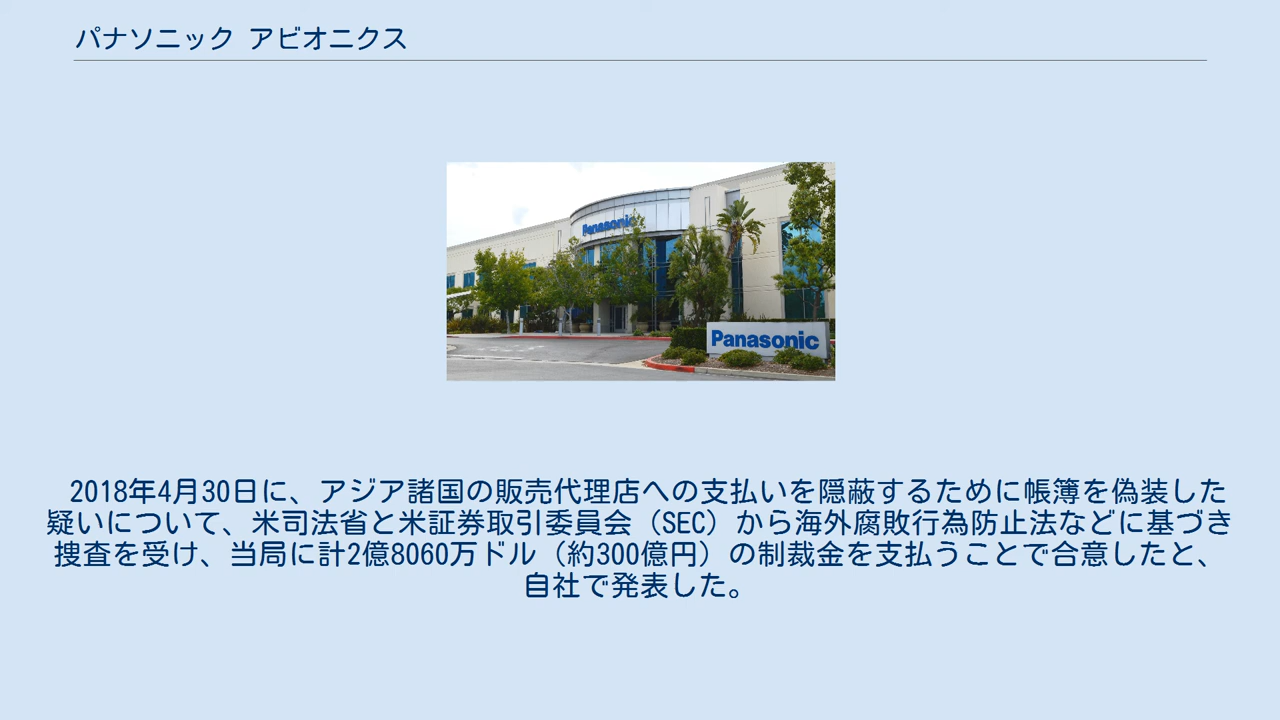 パナソニック アビオニクス
Panasonic
Panasonic
2018年4月30日に、アジア諸国の販売代理店への支払いを隠蔽するために帳簿を偽装した
疑いについて、米司法省と米証券取引委員会（SEC）から海外腐敗行為防止法などに基づき
捜査を受け、当局に計2億8060万ドル（約300億円）の制裁金を支払うことで合意したと、
自社で発表した。